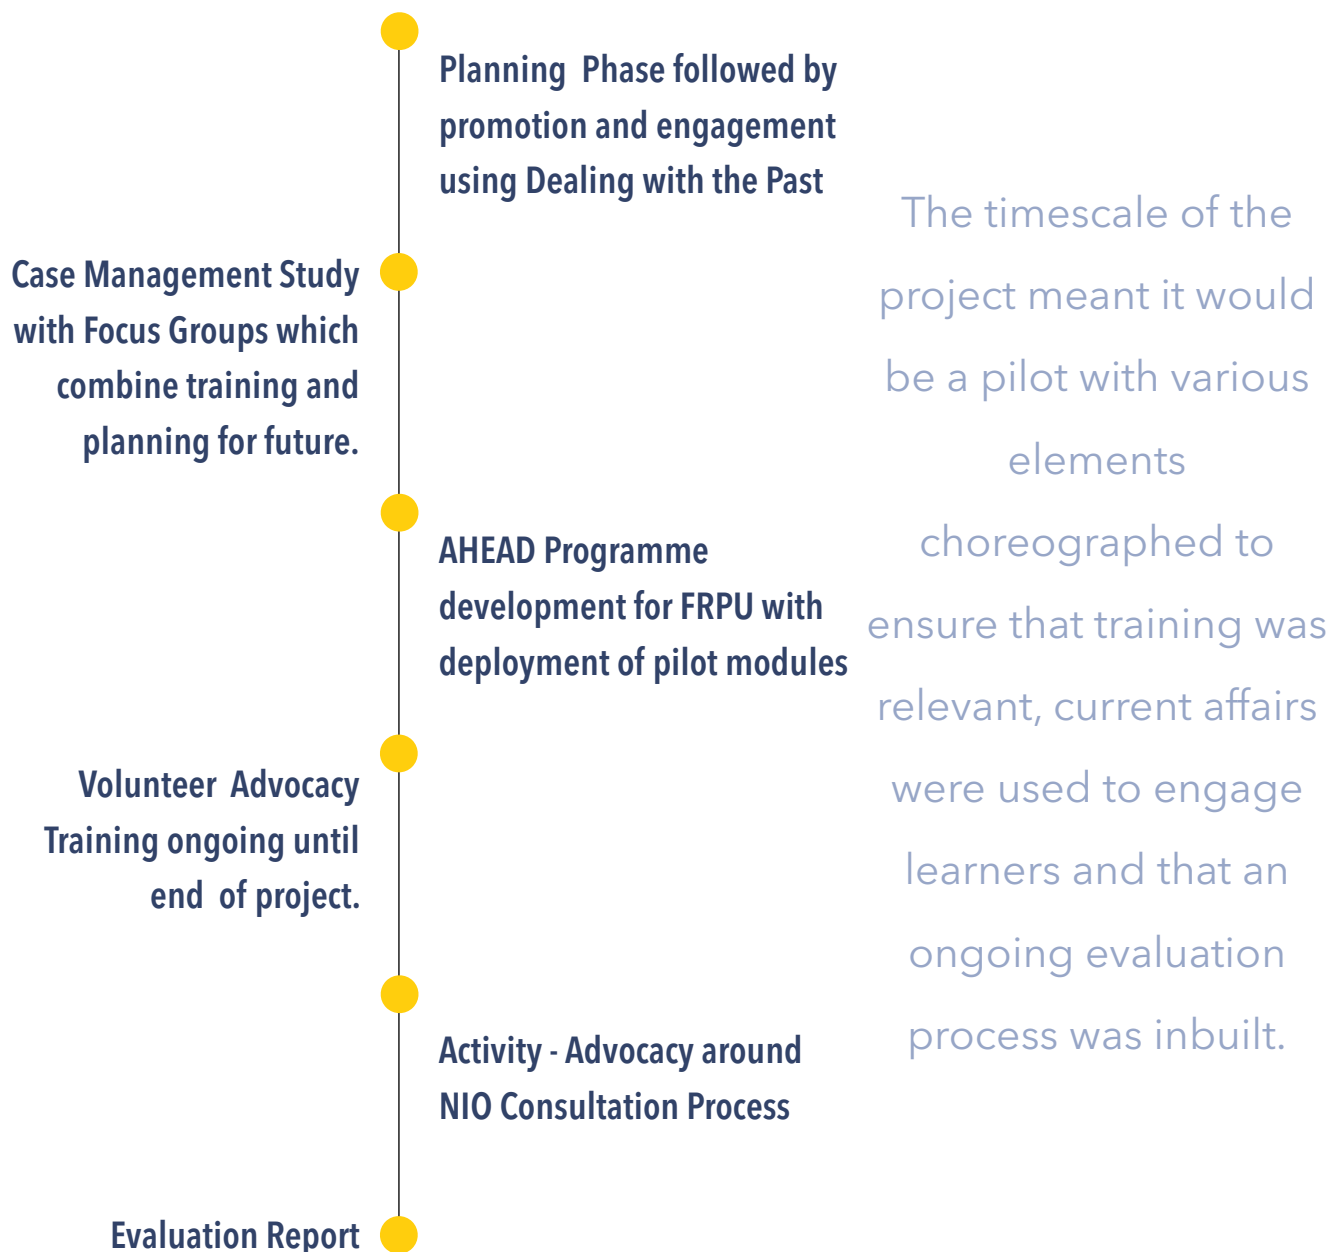 Planning  Phase followed by
promotion and engagement
using Dealing with the Past
Case Management Study
with Focus Groups which
combine training and
planning for future.
AHEAD Programme
development for FRPU with
deployment of pilot modules
Volunteer  Advocacy
Training ongoing until
end  of project.
Activity - Advocacy around
NIO Consultation Process
Evaluation Report
The timescale of the
project meant it would
be a pilot with various
elements
choreographed to
ensure that training was
relevant, current affairs
were used to engage
learners and that an
ongoing evaluation
process was inbuilt.